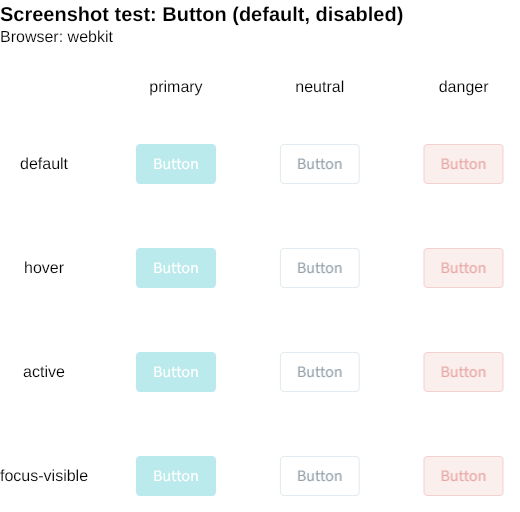 Screenshot test: Button (default, disabled)
Browser: webkit
primary neutral danger
default Button Button Button
hover Button Button Button
active Button Button Button
focus-visible Button Button Button